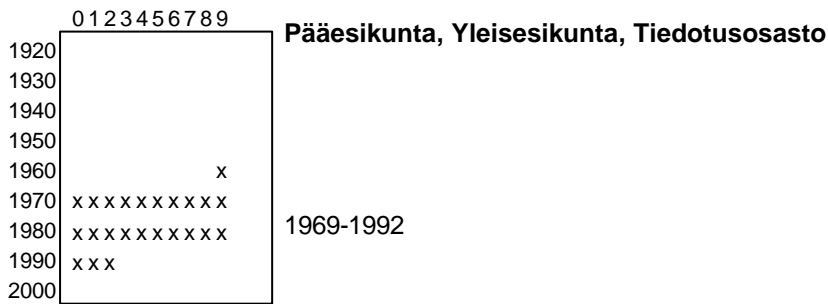 0123456789
Pääesikunta, Yleisesikunta, Tiedotusosasto
1920
1930
1940
1950
1960 x
1970 xxxxxxxxxx
1980 xxxxxxxxxx 1969-1992
1990 xxx
2000